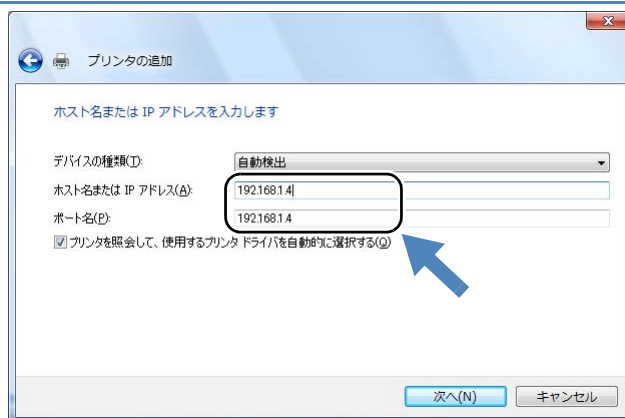 プリンタの追加
ホスト名または IP アドレスを入力します
デバイスの種類(T): 自動検出
ホスト名または IP アドレス(A): 192.168.1.4
ポート名(P): 192.168.1.4
プリンタを照会して、使用するプリンタ ドライバを自動的に選択する(Q)
次へ(N) キャンセル